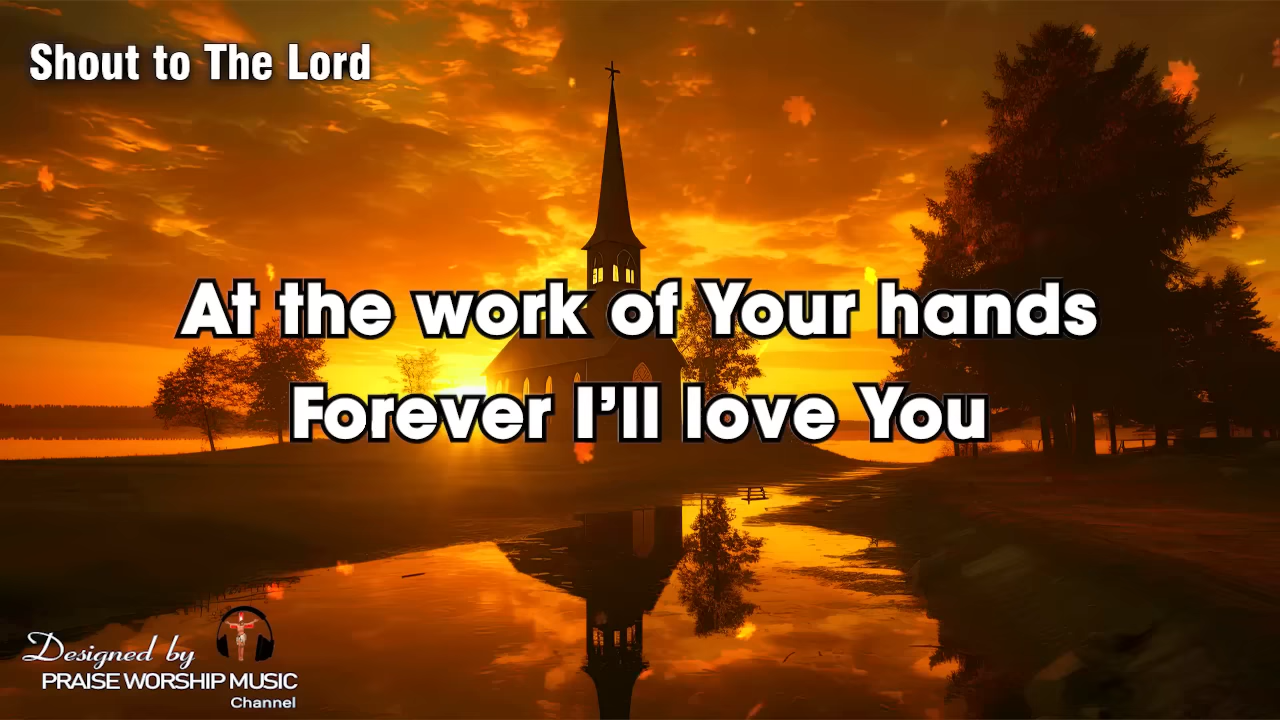 Shout to The Lord
At the work of Your hands
Forever I’ll love You
Designed by
PRAISE WORSHIP MUSIC
Channel